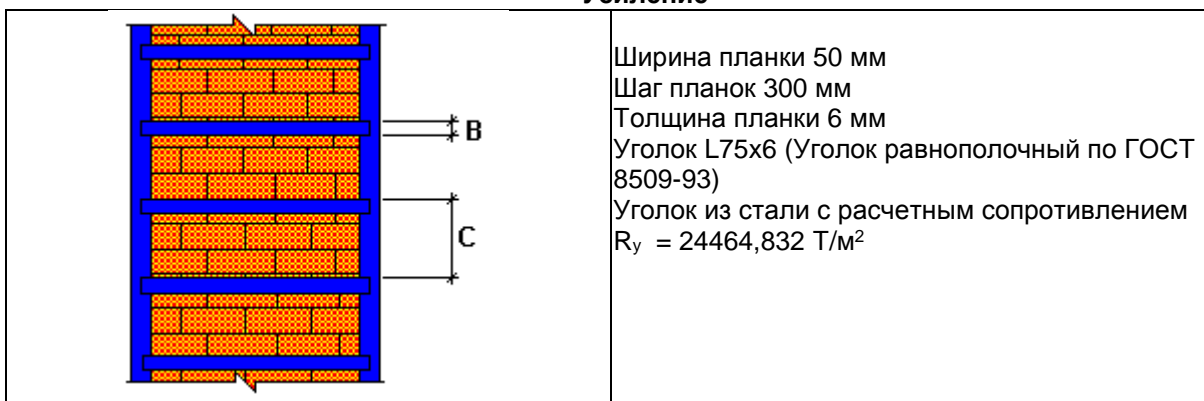 Усиление
B
C
Ширина планки 50 мм
Шаг планок 300 мм
Толщина планки 6 мм
Уголок L75x6 (Уголок равнополочный по ГОСТ
8509-93)
Уголок из стали с расчетным сопротивлением
Ry = 24464,832 Т/м²